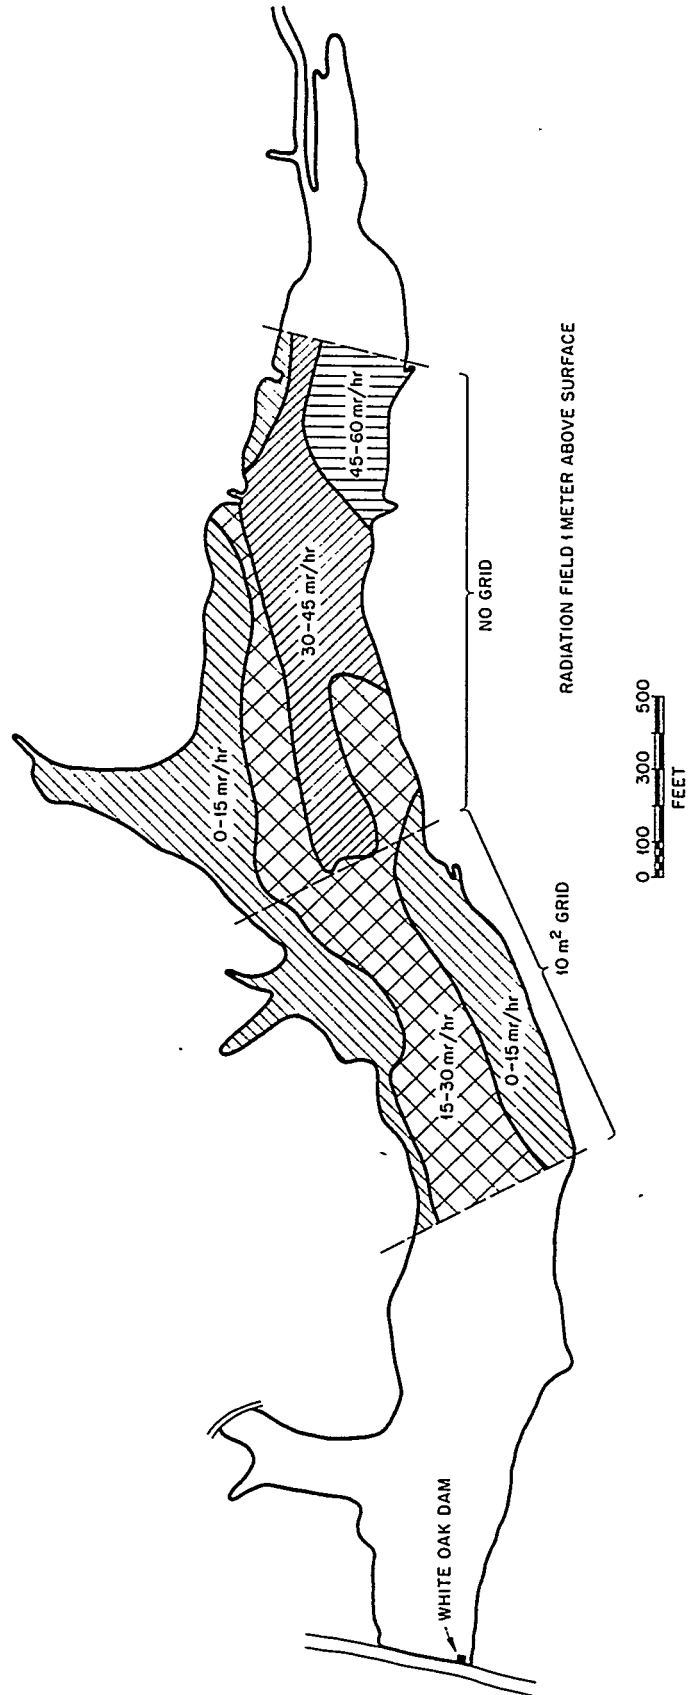 45-60 mr/hr
30-45 mr/hr
0-15 mr/hr
15-30 mr/hr
0-15 mr/hr
NO GRID
10 m² GRID
RADIATION FIELD 1 METER ABOVE SURFACE
0 100 300 500
FEET
WHITE OAK DAM